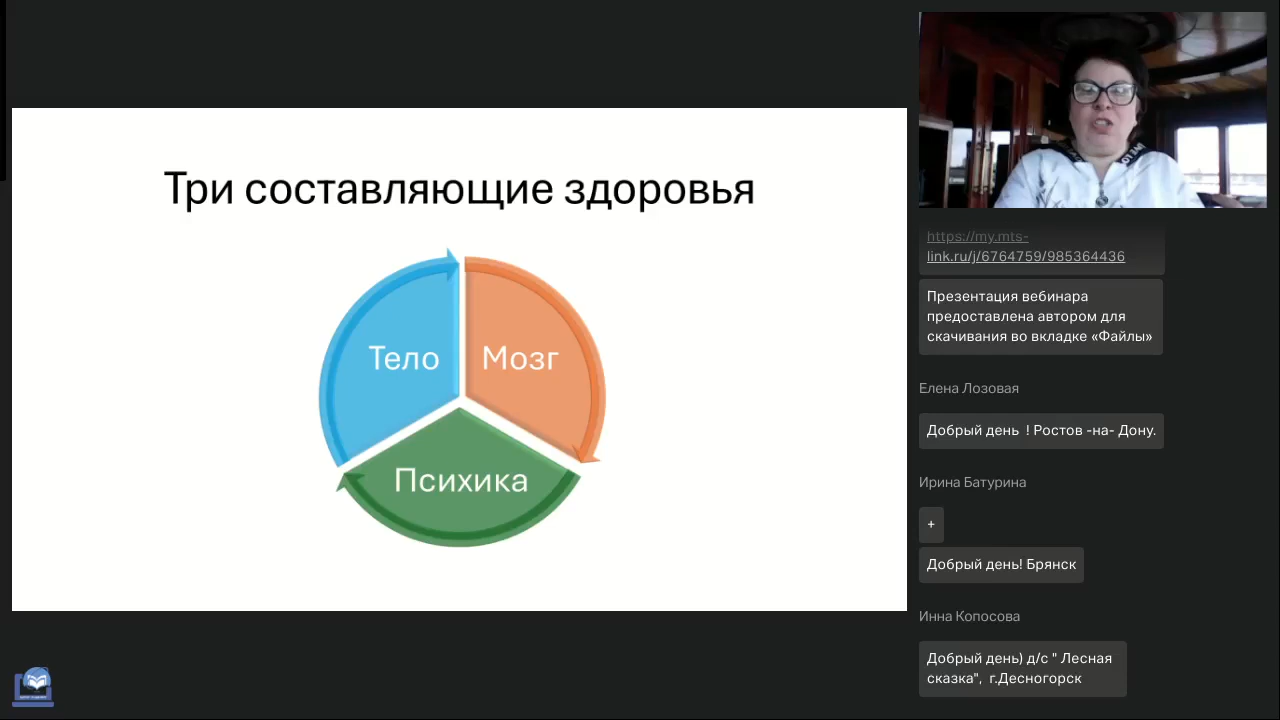 Три составляющие здоровья
Тело
Мозг
Психика
https://my.mts-
link.ru/j/6764759/985364436
Презентация вебинара
предоставлена автором для
скачивания во вкладке «Файлы»
Елена Лозовая
Добрый день ! Ростов -на- Дону.
Ирина Батурина
+
Добрый день! Брянск
Инна Копосова
Добрый день) д/с " Лесная
сказка", г.Десногорск